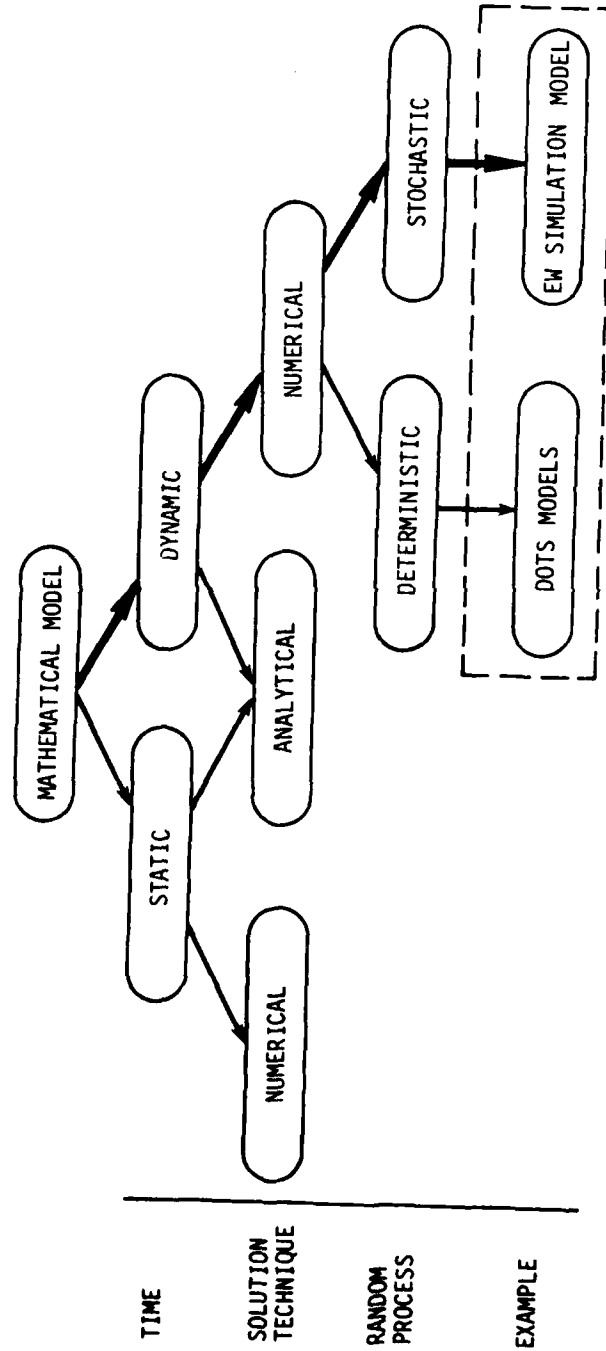 MATHEMATICAL MODEL
TIME
STATIC
DYNAMIC
SOLUTION
TECHNIQUE
NUMERICAL
ANALYTICAL
NUMERICAL
RANDOM
PROCESS
DETERMINISTIC
STOCHASTIC
EXAMPLE
DOTS MODELS
EW SIMULATION MODEL